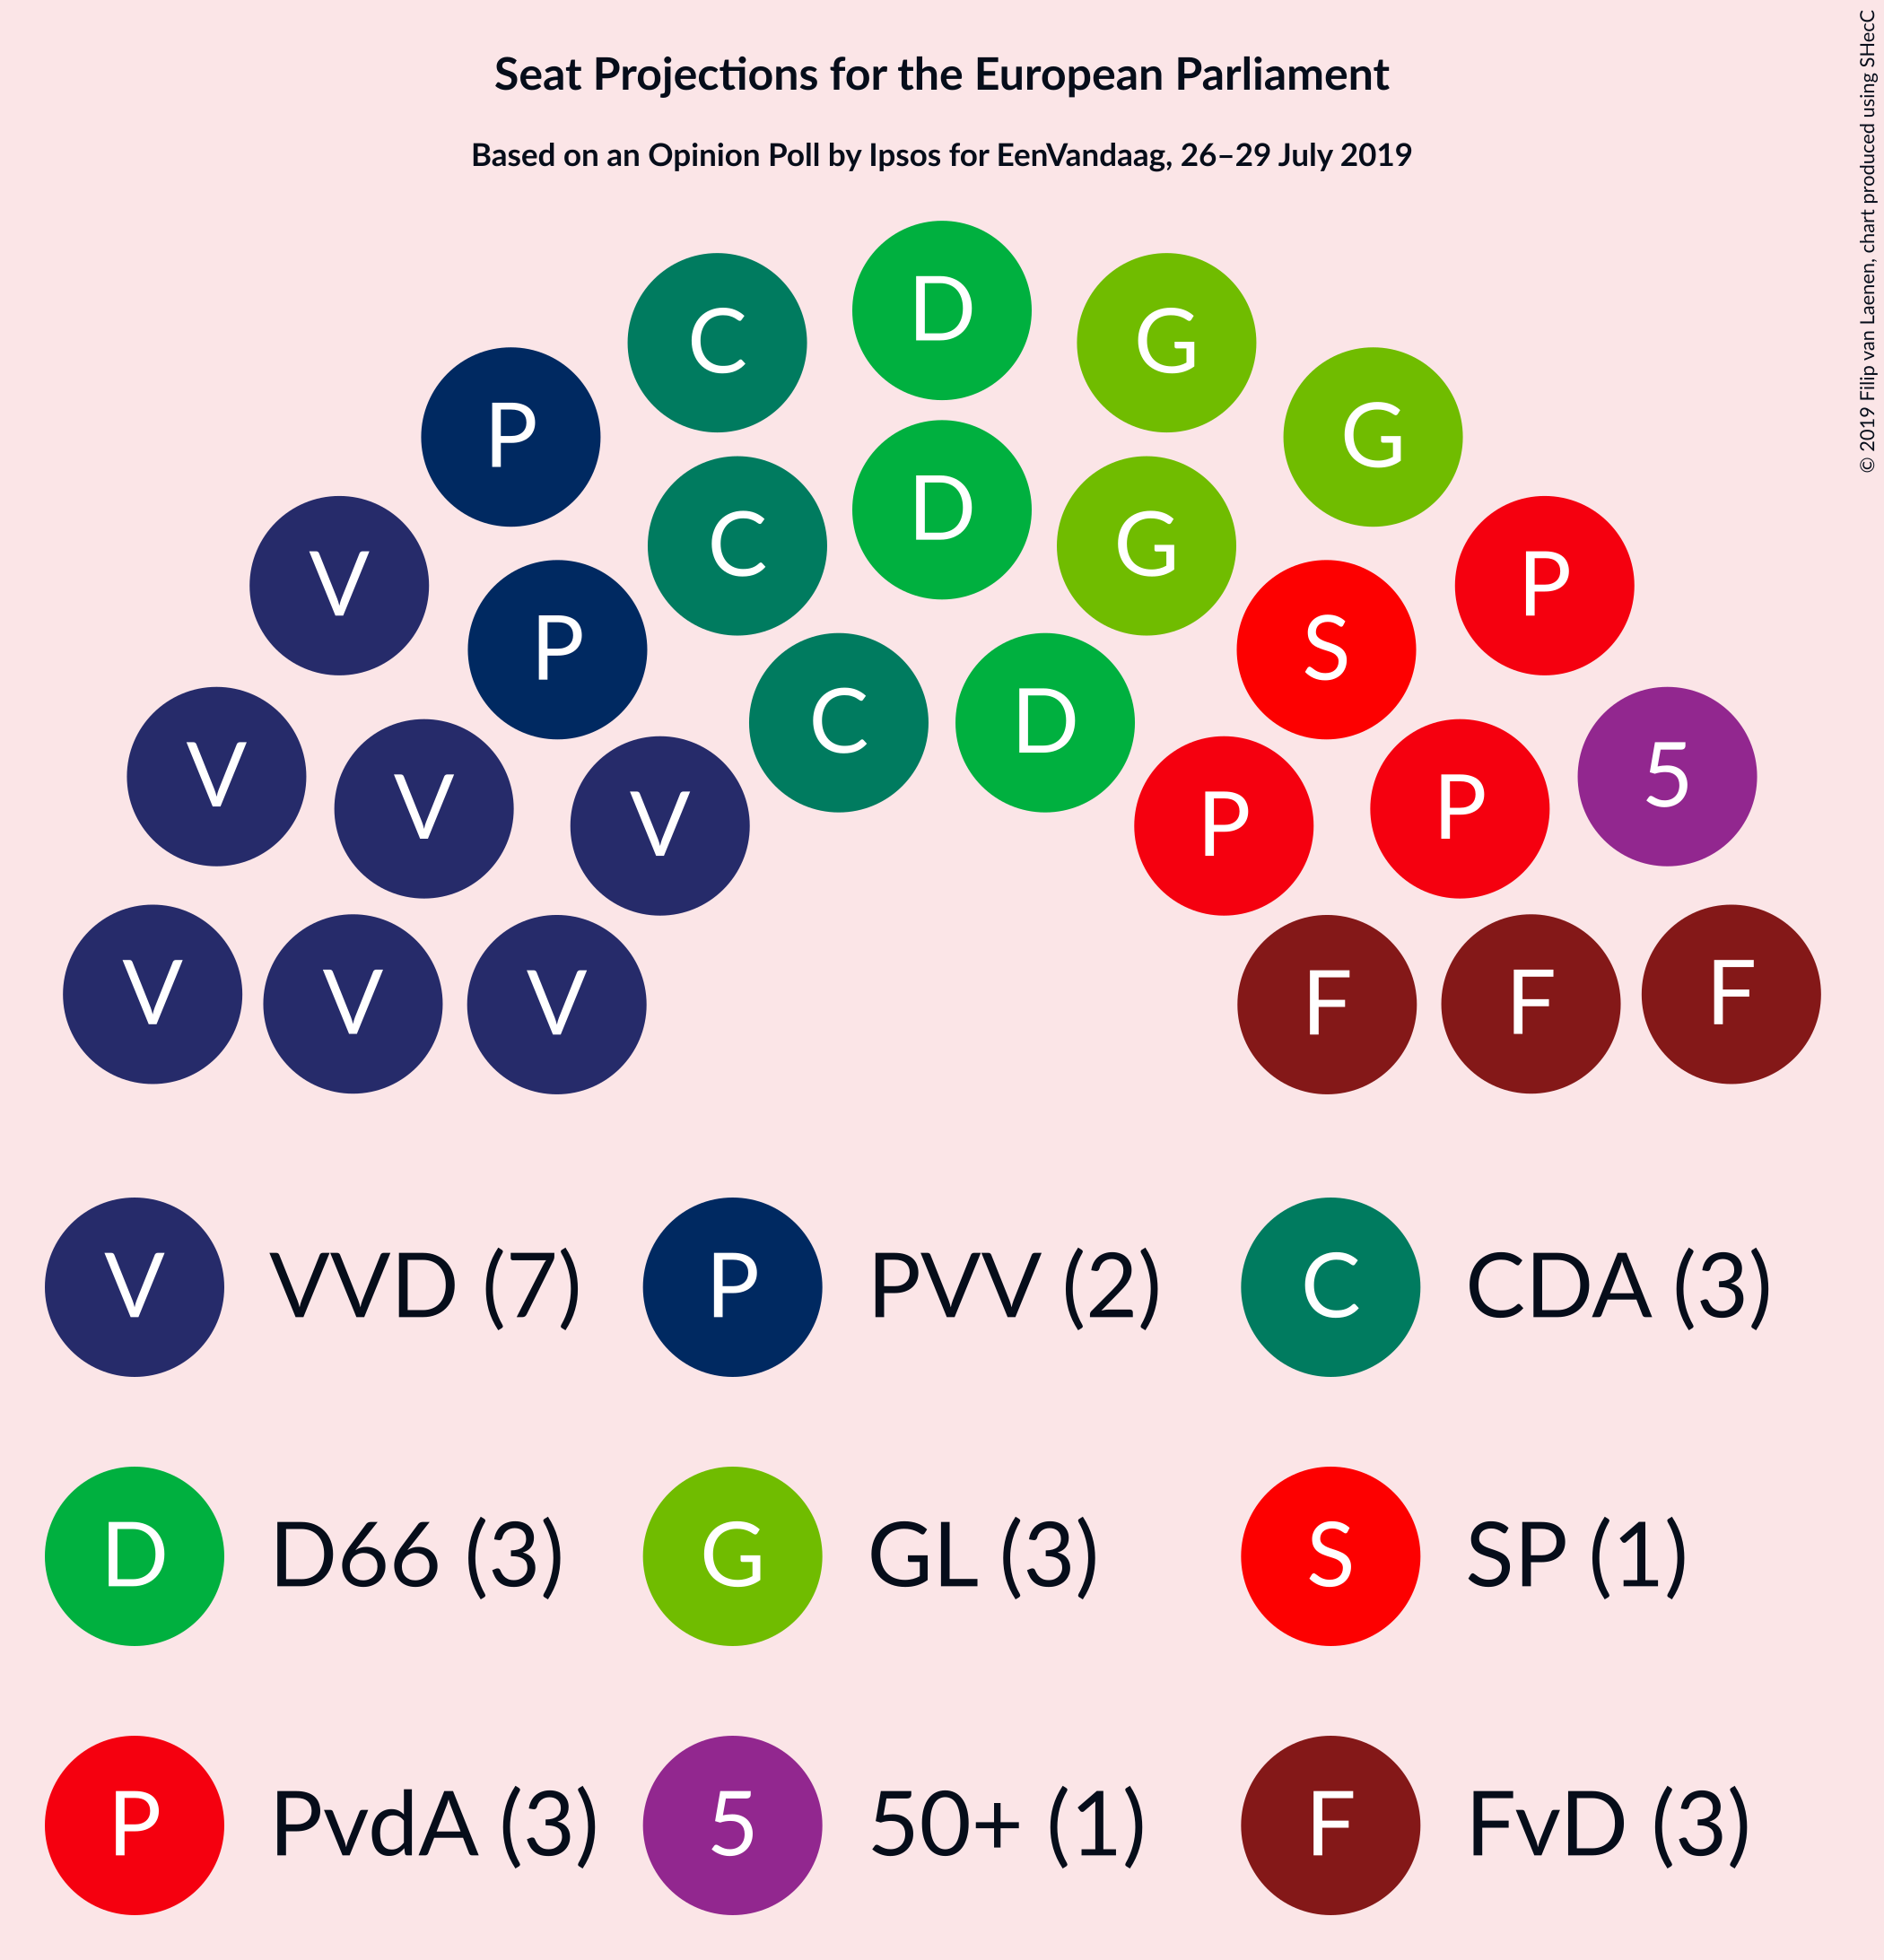 Seat Projections for the European Parliament
Based on an Opinion Poll by Ipsos for EenVandaag, 26–29 July 2019
© 2019 Filip van Laenen, chart produced using SHecC
D
C G
P G
D
C G
V P
P S
C D
V 5
V P
V P
V V V F F F
V VVD (7) P PVV (2) C CDA (3)
D D66 (3) G GL (3) S SP (1)
P PvdA (3) 5 50+ (1) F FvD (3)